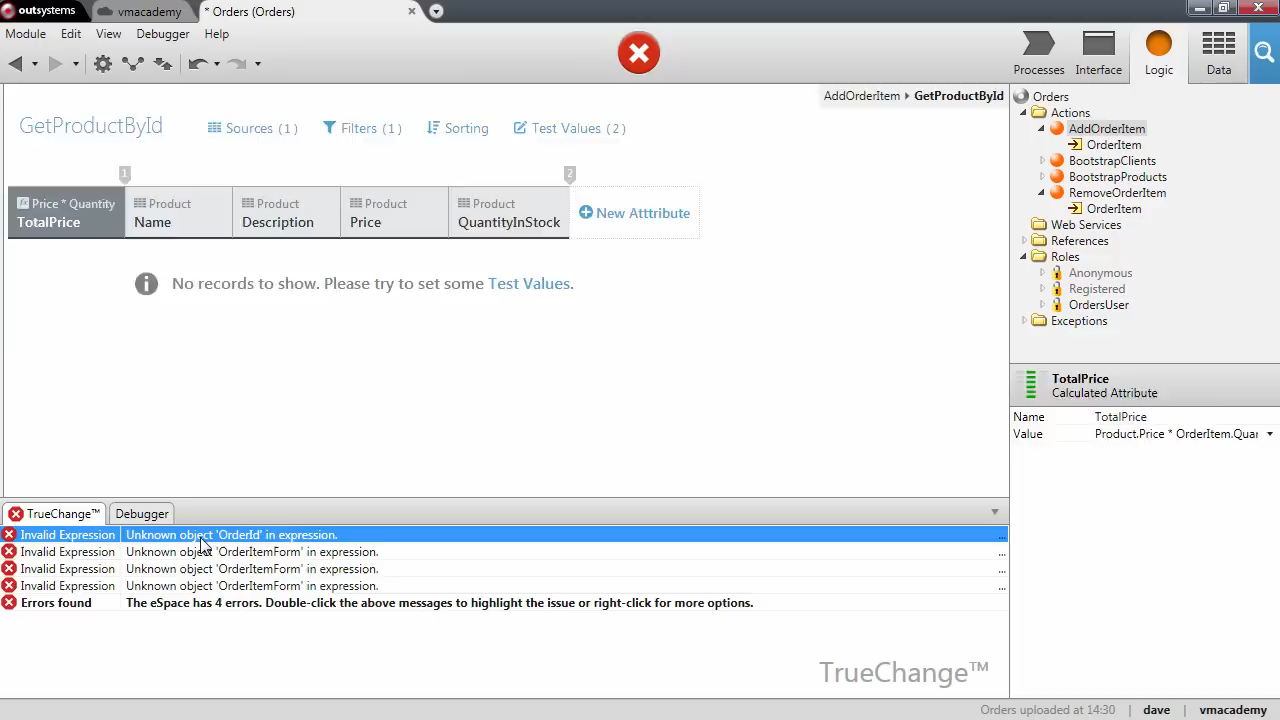 outsystems
vmacademy
* Orders (Orders)
Module Edit View Debugger Help
Processes Interface Logic Data
AddOrderItem ▸ GetProductById
GetProductById
Sources (1) Filters (1) Sorting Test Values (2)
1 2
Price * Quantity
TotalPrice
Product
Name
Product
Description
Product
Price
Product
QuantityInStock
New Atttribute
No records to show. Please try to set some Test Values.
Orders
Actions
AddOrderItem
OrderItem
BootstrapClients
BootstrapProducts
RemoveOrderItem
OrderItem
Web Services
References
Roles
Anonymous
Registered
OrdersUser
Exceptions
TotalPrice
Calculated Attribute
Name TotalPrice
Value Product.Price * OrderItem.Quar
TrueChange™ Debugger
Invalid Expression Unknown object 'OrderId' in expression. ...
Invalid Expression Unknown object 'OrderItemForm' in expression. ...
Invalid Expression Unknown object 'OrderItemForm' in expression. ...
Invalid Expression Unknown object 'OrderItemForm' in expression. ...
Errors found The eSpace has 4 errors. Double-click the above messages to highlight the issue or right-click for more options.
TrueChange™
Orders uploaded at 14:30 dave vmacademy